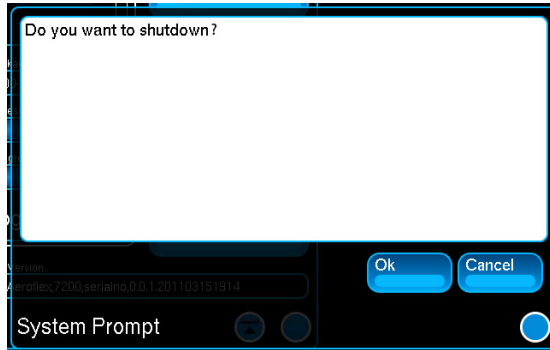 Do you want to shutdown?
Version
Aeroflex,7200,serialno,0.0.1.201103151914
Ok
Cancel
System Prompt